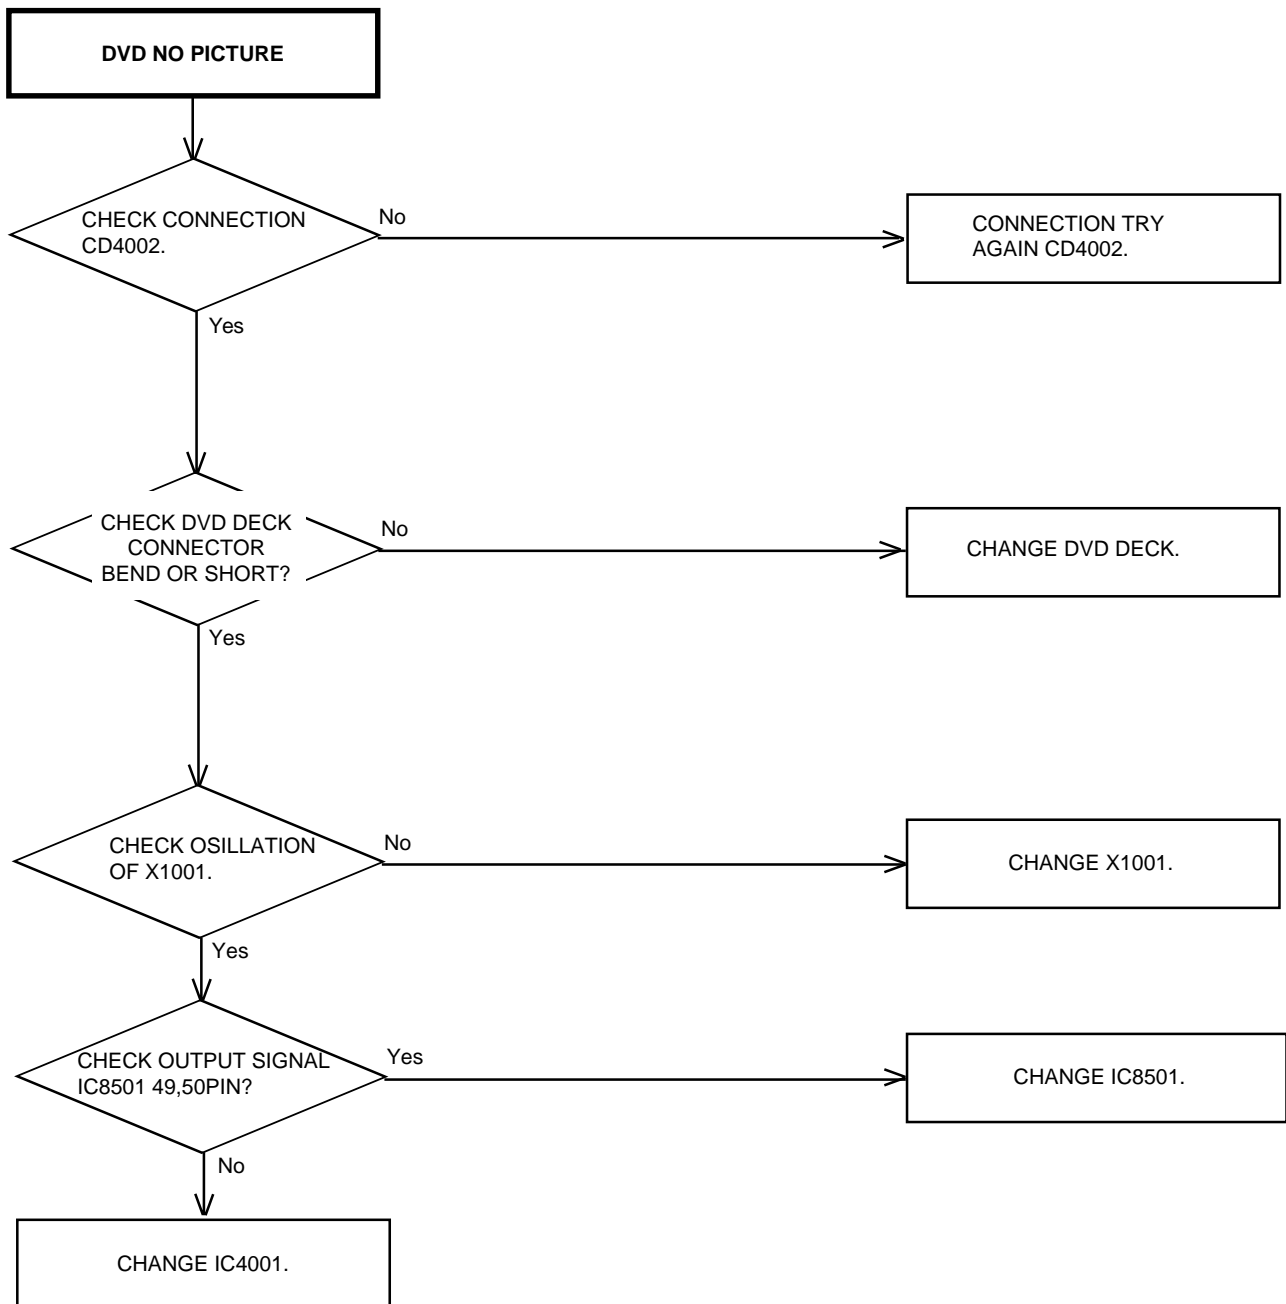 DVD NO PICTURE
CHECK CONNECTION
CD4002.
No
CONNECTION TRY
AGAIN CD4002.
Yes
CHECK DVD DECK
CONNECTOR
BEND OR SHORT?
No
CHANGE DVD DECK.
Yes
CHECK OSILLATION
OF X1001.
No
CHANGE X1001.
Yes
CHECK OUTPUT SIGNAL
IC8501 49,50PIN?
Yes
CHANGE IC8501.
No
CHANGE IC4001.